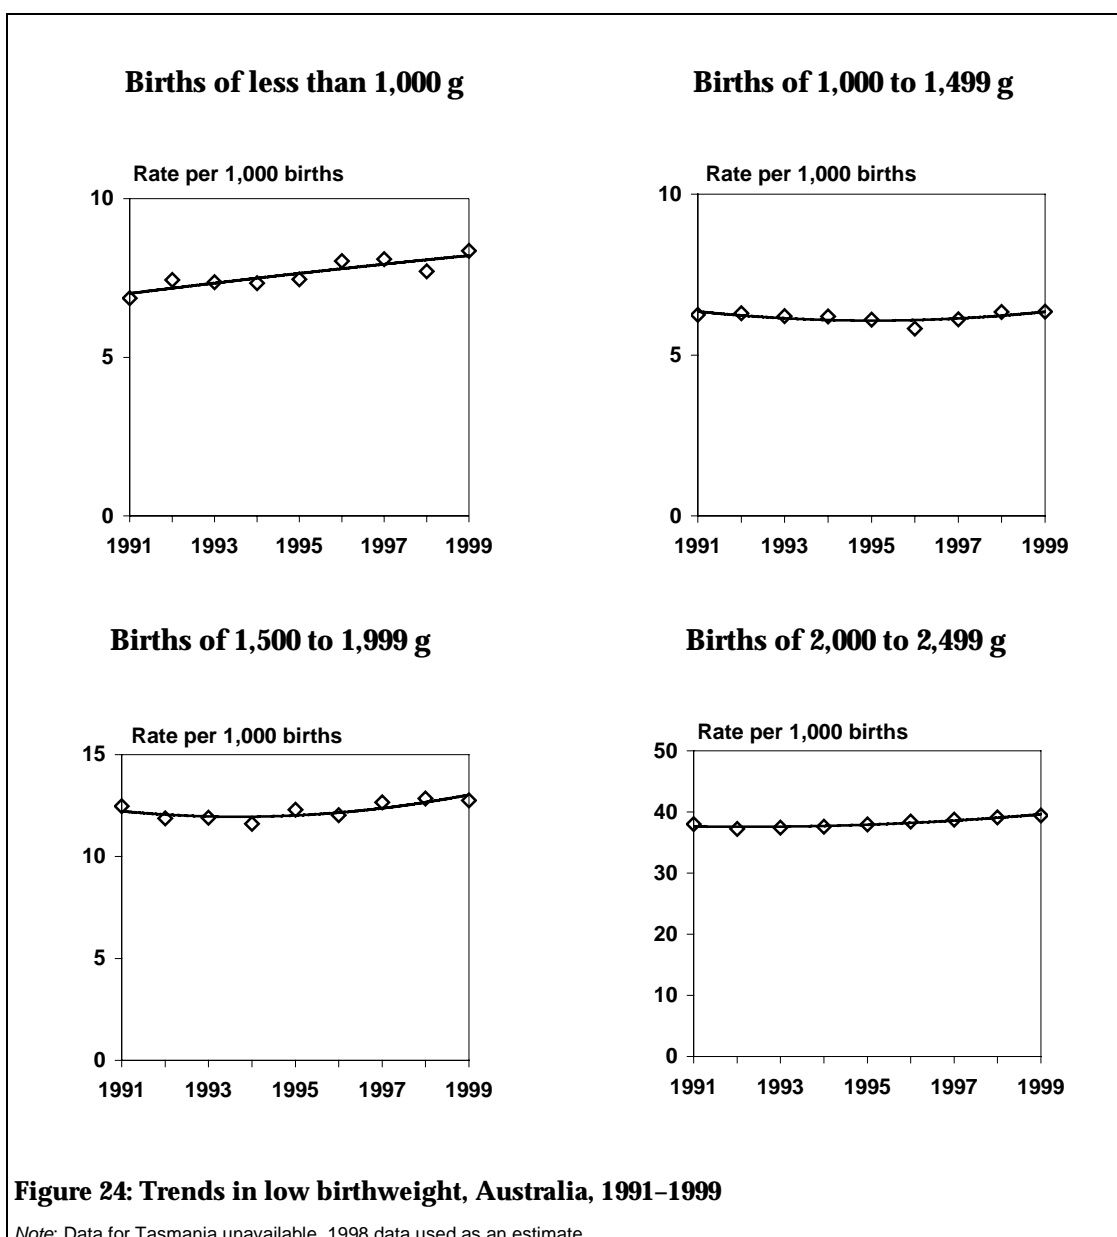 Births of less than 1,000 g
Rate per 1,000 births
10
5
0
1991 1993 1995 1997 1999
Births of 1,000 to 1,499 g
Rate per 1,000 births
10
5
0
1991 1993 1995 1997 1999
Births of 1,500 to 1,999 g
Rate per 1,000 births
15
10
5
0
1991 1993 1995 1997 1999
Births of 2,000 to 2,499 g
Rate per 1,000 births
50
40
30
20
10
0
1991 1993 1995 1997 1999
Figure 24: Trends in low birthweight, Australia, 1991–1999
Note: Data for Tasmania unavailable, 1998 data used as an estimate